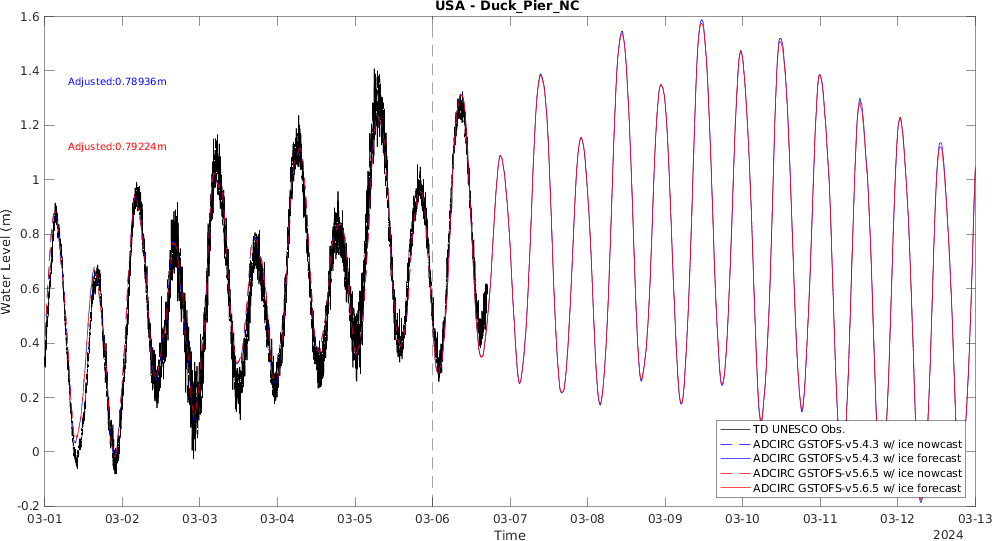 USA - Duck_Pier_NC
1.6
1.4
1.2
1
0.8
0.6
0.4
0.2
0
-0.2
Water Level (m)
Adjusted:0.78936m
Adjusted:0.79224m
TD UNESCO Obs.
ADCIRC GSTOFS-v5.4.3 w/ ice nowcast
ADCIRC GSTOFS-v5.4.3 w/ ice forecast
ADCIRC GSTOFS-v5.6.5 w/ ice nowcast
ADCIRC GSTOFS-v5.6.5 w/ ice forecast
03-01 03-02 03-03 03-04 03-05 03-06 03-07 03-08 03-09 03-10 03-11 03-12 03-13
Time
2024